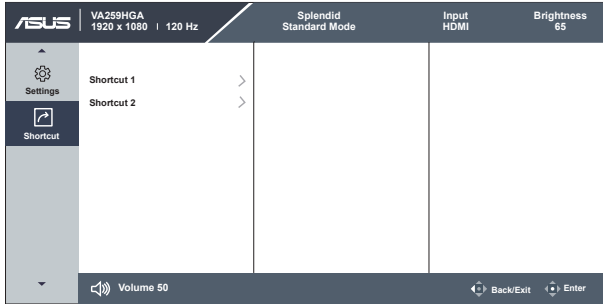 ASUS
VA259HGA
1920 x 1080 | 120 Hz
Splendid
Standard Mode
Input
HDMI
Brightness
65
Settings
Shortcut
Shortcut 1
Shortcut 2
Volume 50
Back/Exit
Enter